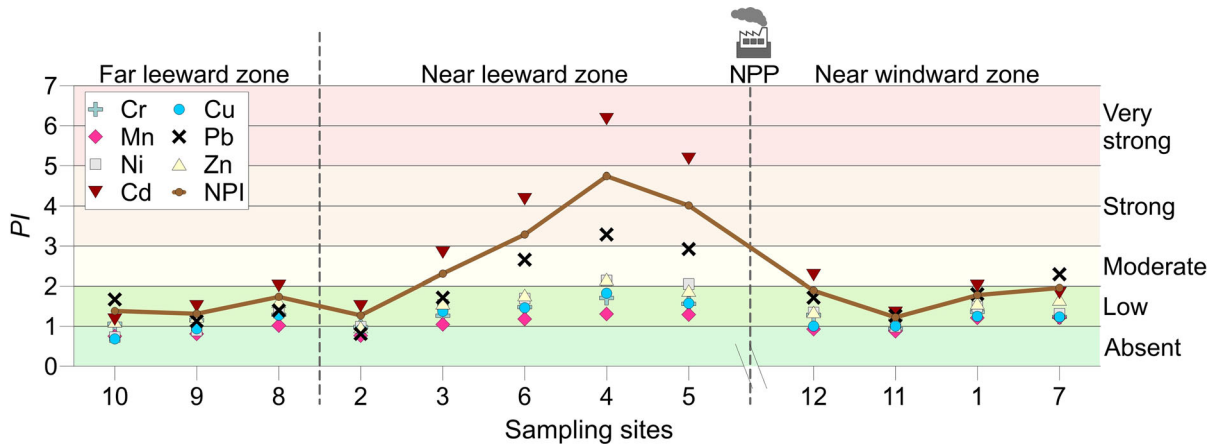 Far leeward zone
Near leeward zone
NPP
Near windward zone
7
6
5
4
3
2
1
0
PI
Cr
Cu
Mn
Pb
Ni
Zn
Cd
NPI
Very
strong
Strong
Moderate
Low
Absent
10 9 8 2 3 6 4 5 12 11 1 7
Sampling sites